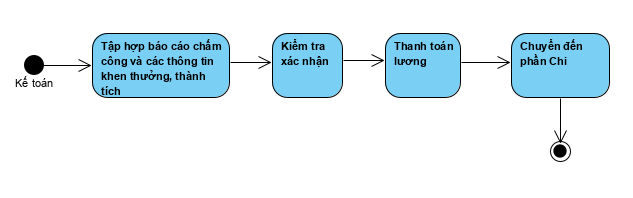 Kế toán
Tập hợp báo cáo chấm
công và các thông tin
khen thưởng, thành
tích
Kiểm tra
xác nhận
Thanh toán
lương
Chuyển đến
phần Chi